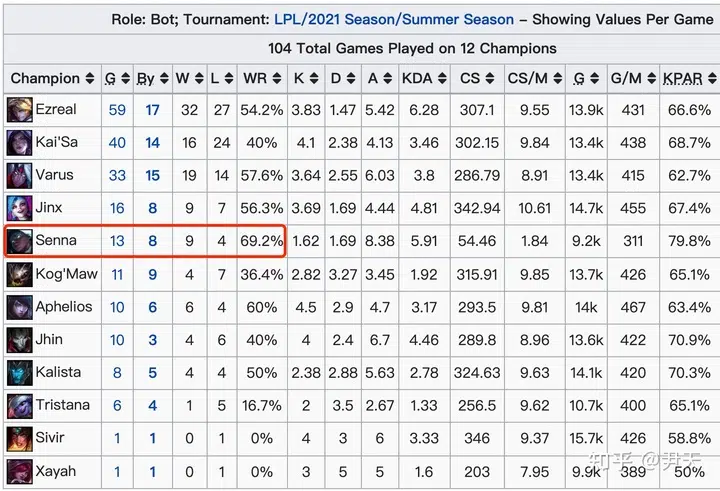 Role: Bot; Tournament: LPL/2021 Season/Summer Season – Showing Values Per Game
104 Total Games Played on 12 Champions
Champion G By W L WR K D A KDA CS CS/M G G/M KPAR
Ezreal 59 17 32 27 54.2% 3.83 1.47 5.42 6.28 307.1 9.55 13.9k 431 66.6%
Kai'Sa 40 14 16 24 40% 4.1 2.38 4.13 3.46 302.15 9.84 13.4k 438 68.7%
Varus 33 15 19 14 57.6% 3.64 2.55 6.03 3.8 286.79 8.91 13.4k 415 62.7%
Jinx 16 8 9 7 56.3% 3.69 1.69 4.44 4.81 342.94 10.61 14.7k 455 67.4%
Senna 13 8 9 4 69.2% 1.62 1.69 8.38 5.91 54.46 1.84 9.2k 311 79.8%
Kog'Maw 11 9 4 7 36.4% 2.82 3.27 3.45 1.92 315.91 9.85 13.7k 426 65.1%
Aphelios 10 6 6 4 60% 4.5 2.9 4.7 3.17 293.5 9.81 14k 467 63.4%
Jhin 10 3 4 6 40% 4 2.4 6.7 4.46 289.8 8.96 13.6k 422 70.9%
Kalista 8 5 4 4 50% 2.38 2.88 5.63 2.78 324.63 9.63 14.1k 420 70.3%
Tristana 6 4 1 5 16.7% 2 3.5 2.67 1.33 256.5 9.62 10.7k 400 65.1%
Sivir 1 1 0 1 0% 4 3 6 3.33 346 9.37 15.7k 426 58.8%
Xayah 1 1 0 1 0% 3 5 5 1.6 203 7.95 9.9k 389 50%
知乎 @尹天